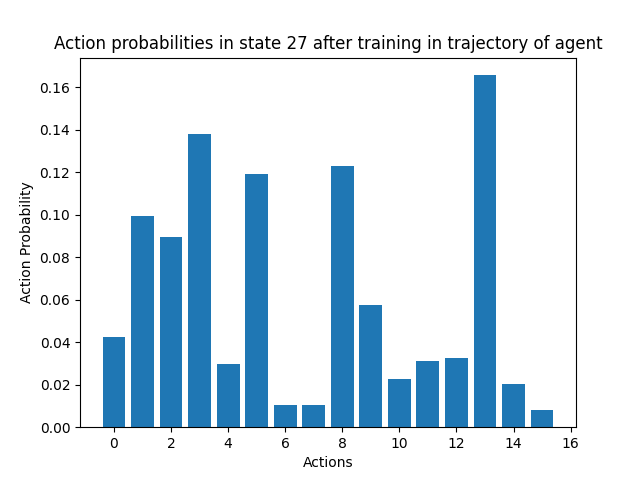 Action probabilities in state 27 after training in trajectory of agent
0.16
0.14
0.12
0.10
0.08
0.06
0.04
0.02
0.00
Action Probability
0 2 4 6 8 10 12 14 16
Actions